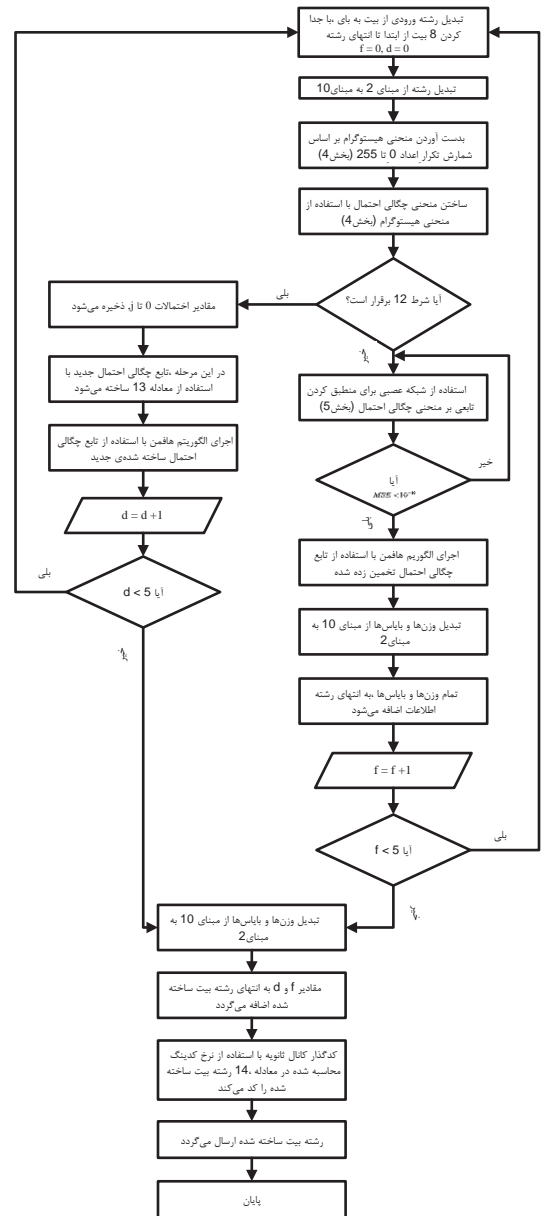 تبدیل رشته ورودی از بیت به بای ،با جدا
کردن 8 بیت از ابتدا تا انتهای رشته
f = 0, d = 0
تبدیل رشته از مبنای 2 به مبنای10
بدست آوردن منحنی هیستوگرام بر اساس
شمارش تکرار اعداد 0 تا 255 (بخش4)
ساختن منحنی چگالی احتمال با استفاده از
منحنی هیستوگرام (بخش4)
آیا شرط 12 برقرار است؟
بلی
خیر
مقادیر احتمالات 0 تا j, ذخیره می‌شود
در این مرحله ،تابع چگالی احتمال جدید با
استفاده از معادله 13 ساخته می‌شود
اجرای الگوریتم هافمن با استفاده از تابع چگالی
احتمال ساخته شده‌ی جدید
d = d +1
آیا d < 5
بلی
خیر
استفاده از شبکه عصبی برای منطبق کردن
تابعی بر منحنی چگالی احتمال (بخش5)
آیا
خیر
بلی
اجرای الگوریم هافمن با استفاده از تابع
چگالی احتمال تخمین زده شده
تبدیل وزن‌ها و بایاس‌ها از مبنای 10 به
مبنای2
تمام وزن‌ها و بایاس‌ها ،به انتهای رشته
اطلاعات اضافه می‌شود
f = f +1
آیا f < 5
بلی
خیر
تبدیل وزن‌ها و بایاس‌ها از مبنای 10 به
مبنای2
مقادیر f و d به انتهای رشته بیت ساخته
شده اضافه می‌گردد
کدگذار کانال ثانویه با استفاده از نرخ کدینگ
محاسبه شده در معادله ،14 رشته بیت ساخته
شده را کد می‌کند
رشته بیت ساخته شده ارسال می‌گردد
پایان